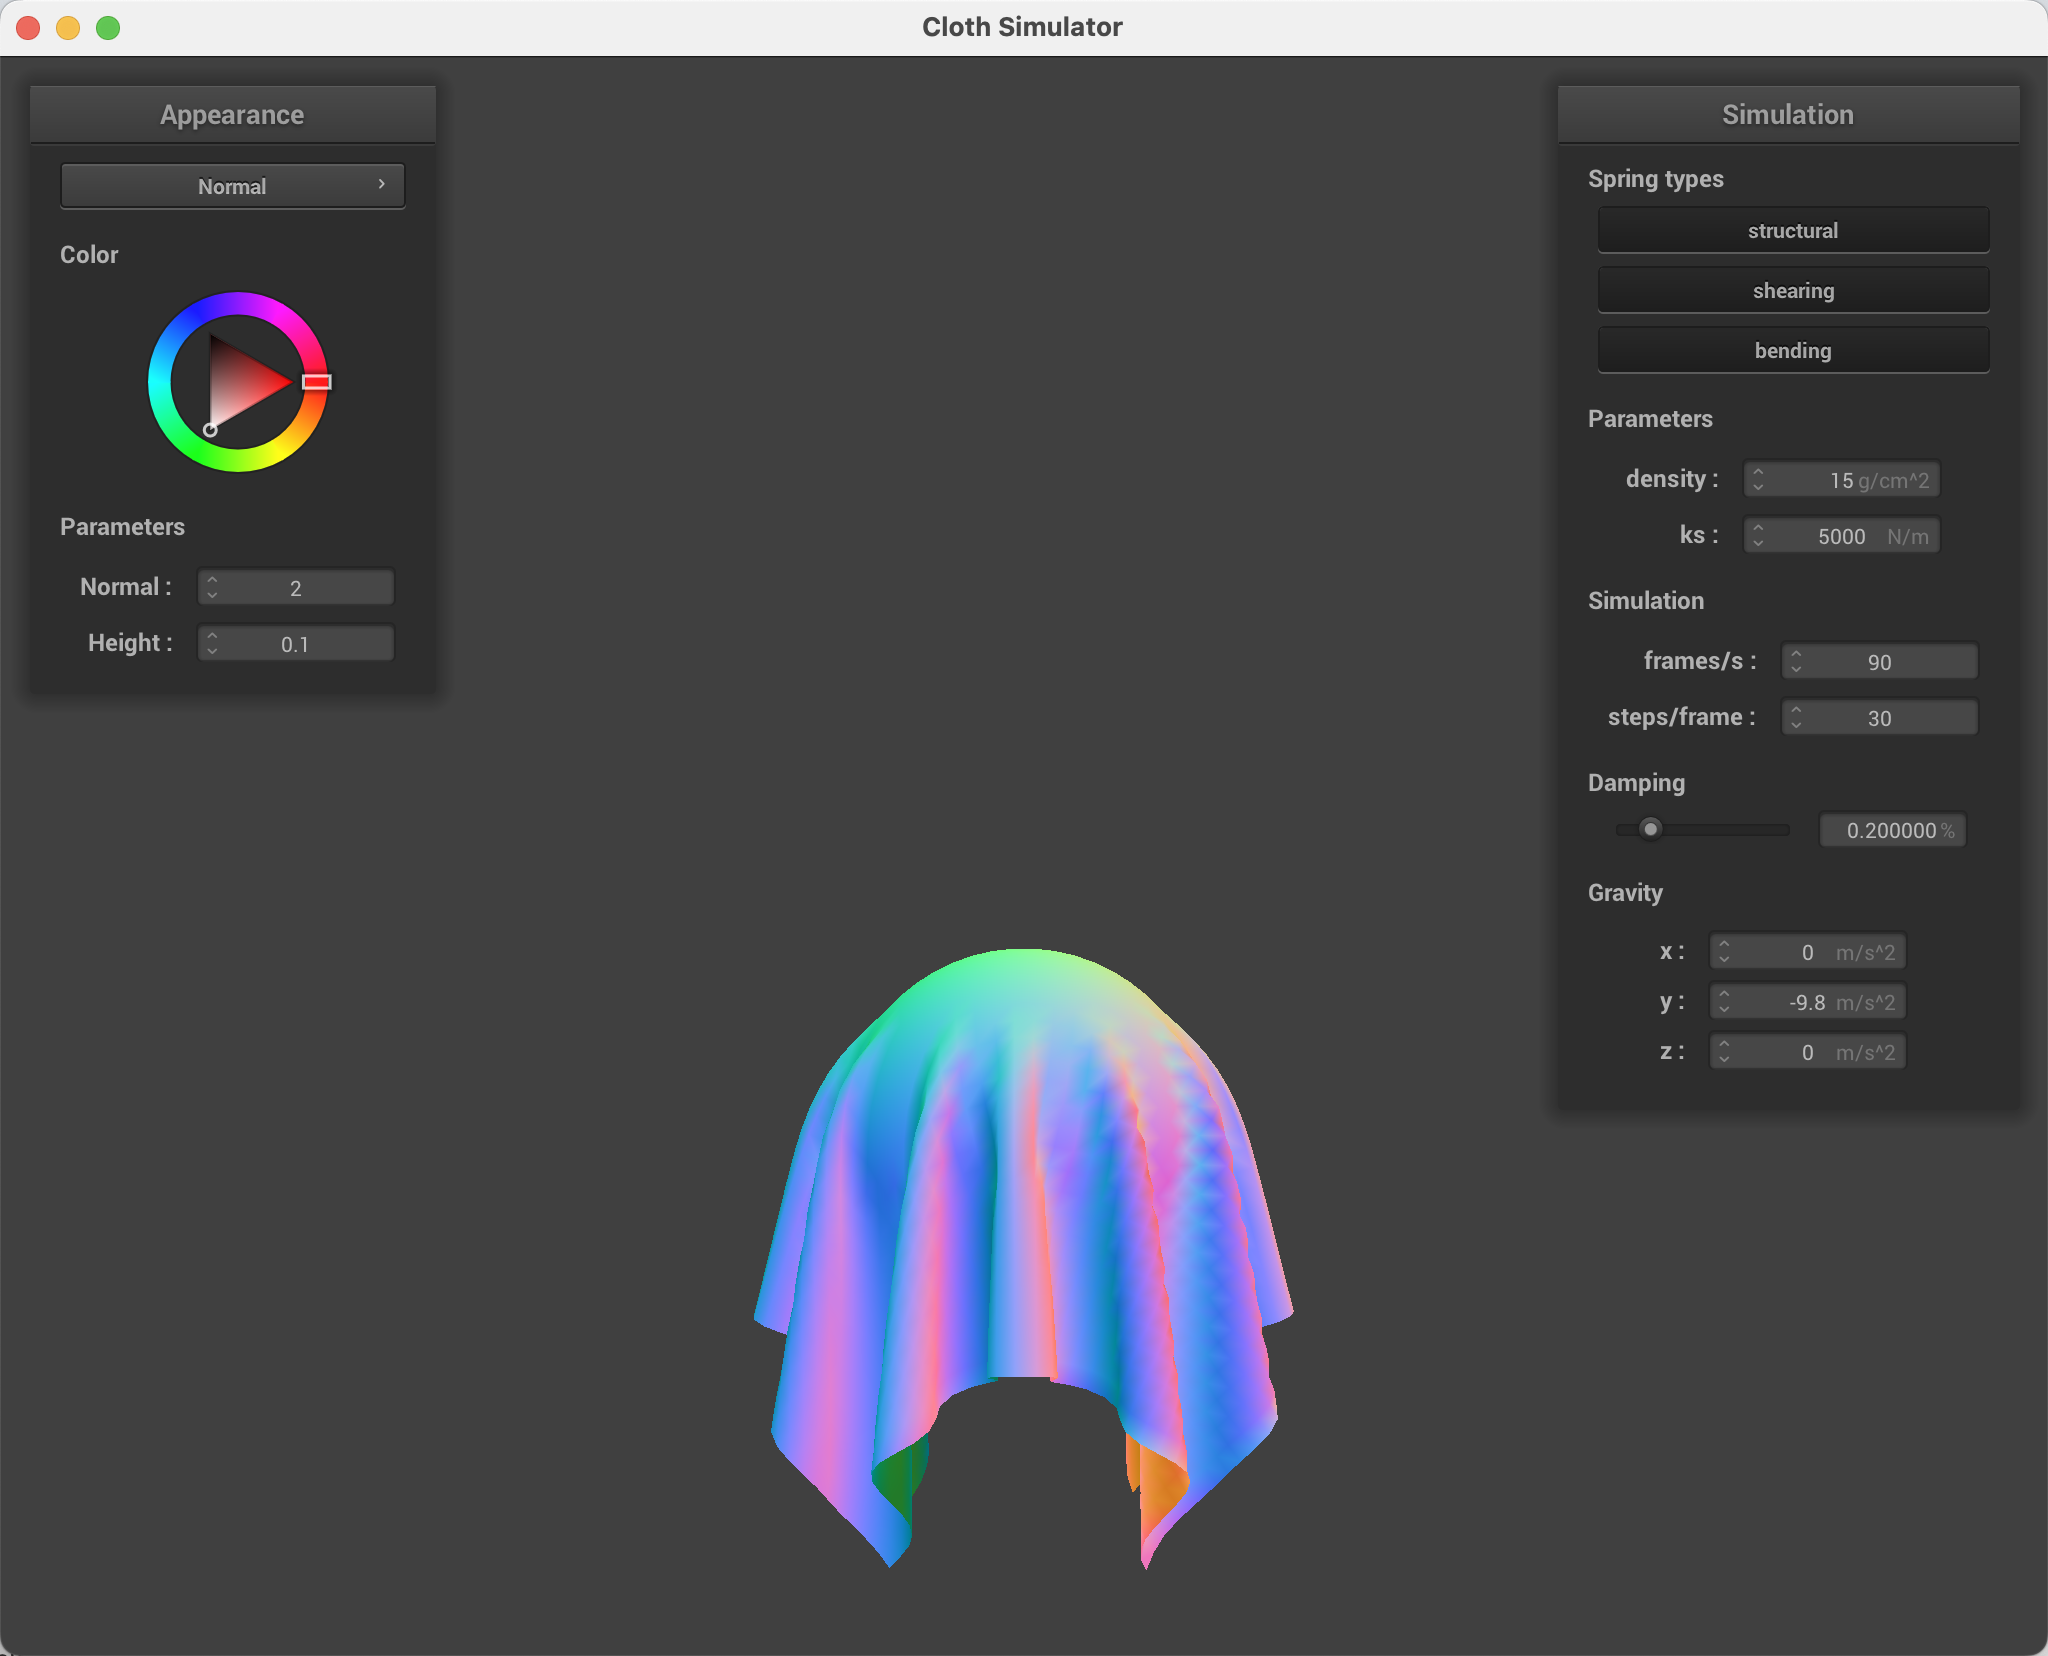 Cloth Simulator
Appearance
Normal
Color
Parameters
Normal : 2
Height : 0.1
Simulation
Spring types
structural
shearing
bending
Parameters
density : 15 g/cm^2
ks : 5000 N/m
Simulation
frames/s : 90
steps/frame : 30
Damping
0.200000 %
Gravity
x : 0 m/s^2
y : -9.8 m/s^2
z : 0 m/s^2